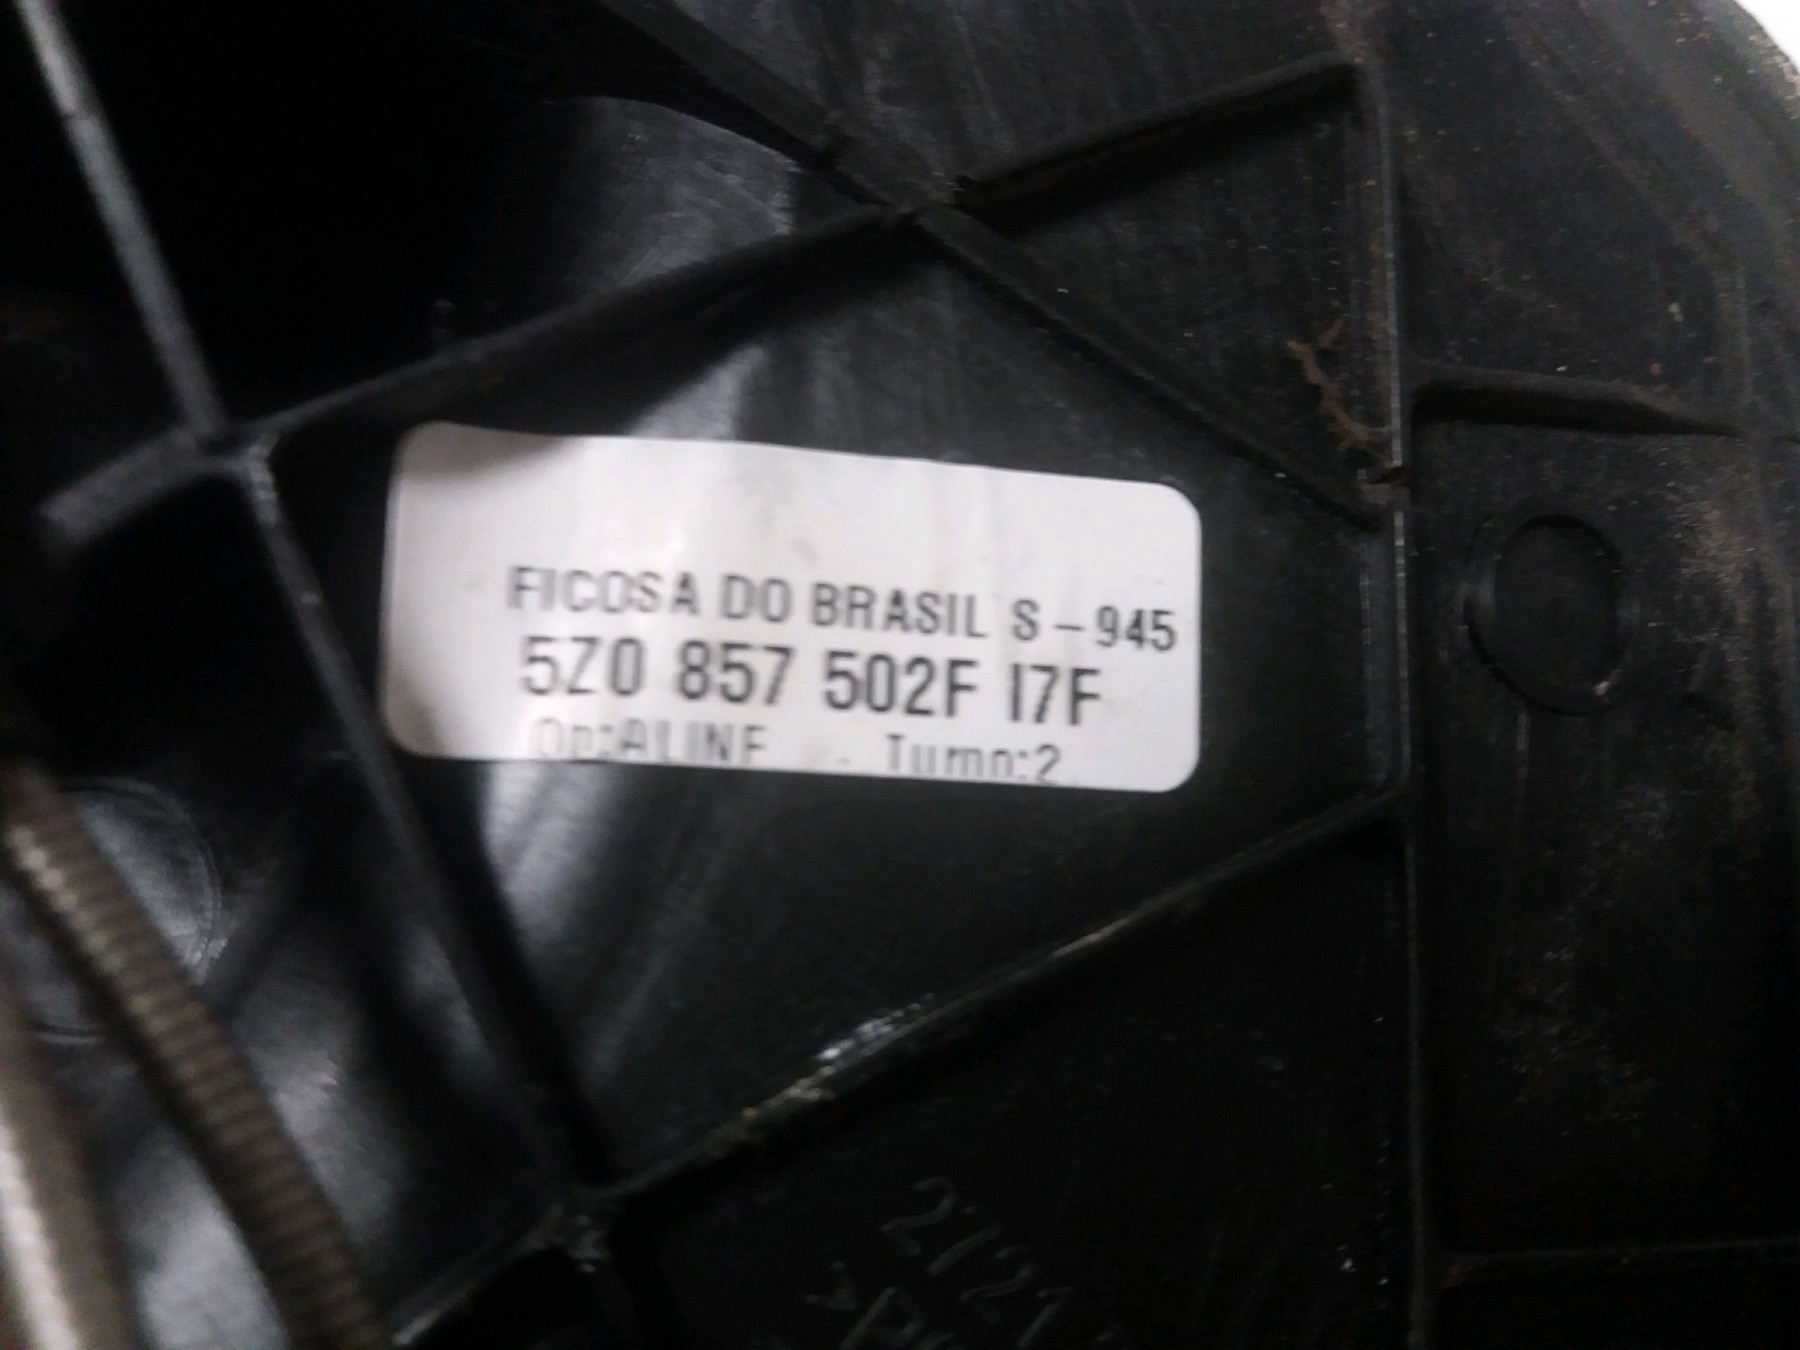 FICOSA DO BRASIL S-945
5Z0 857 502F I7F
Op:ALINE - Turno:2